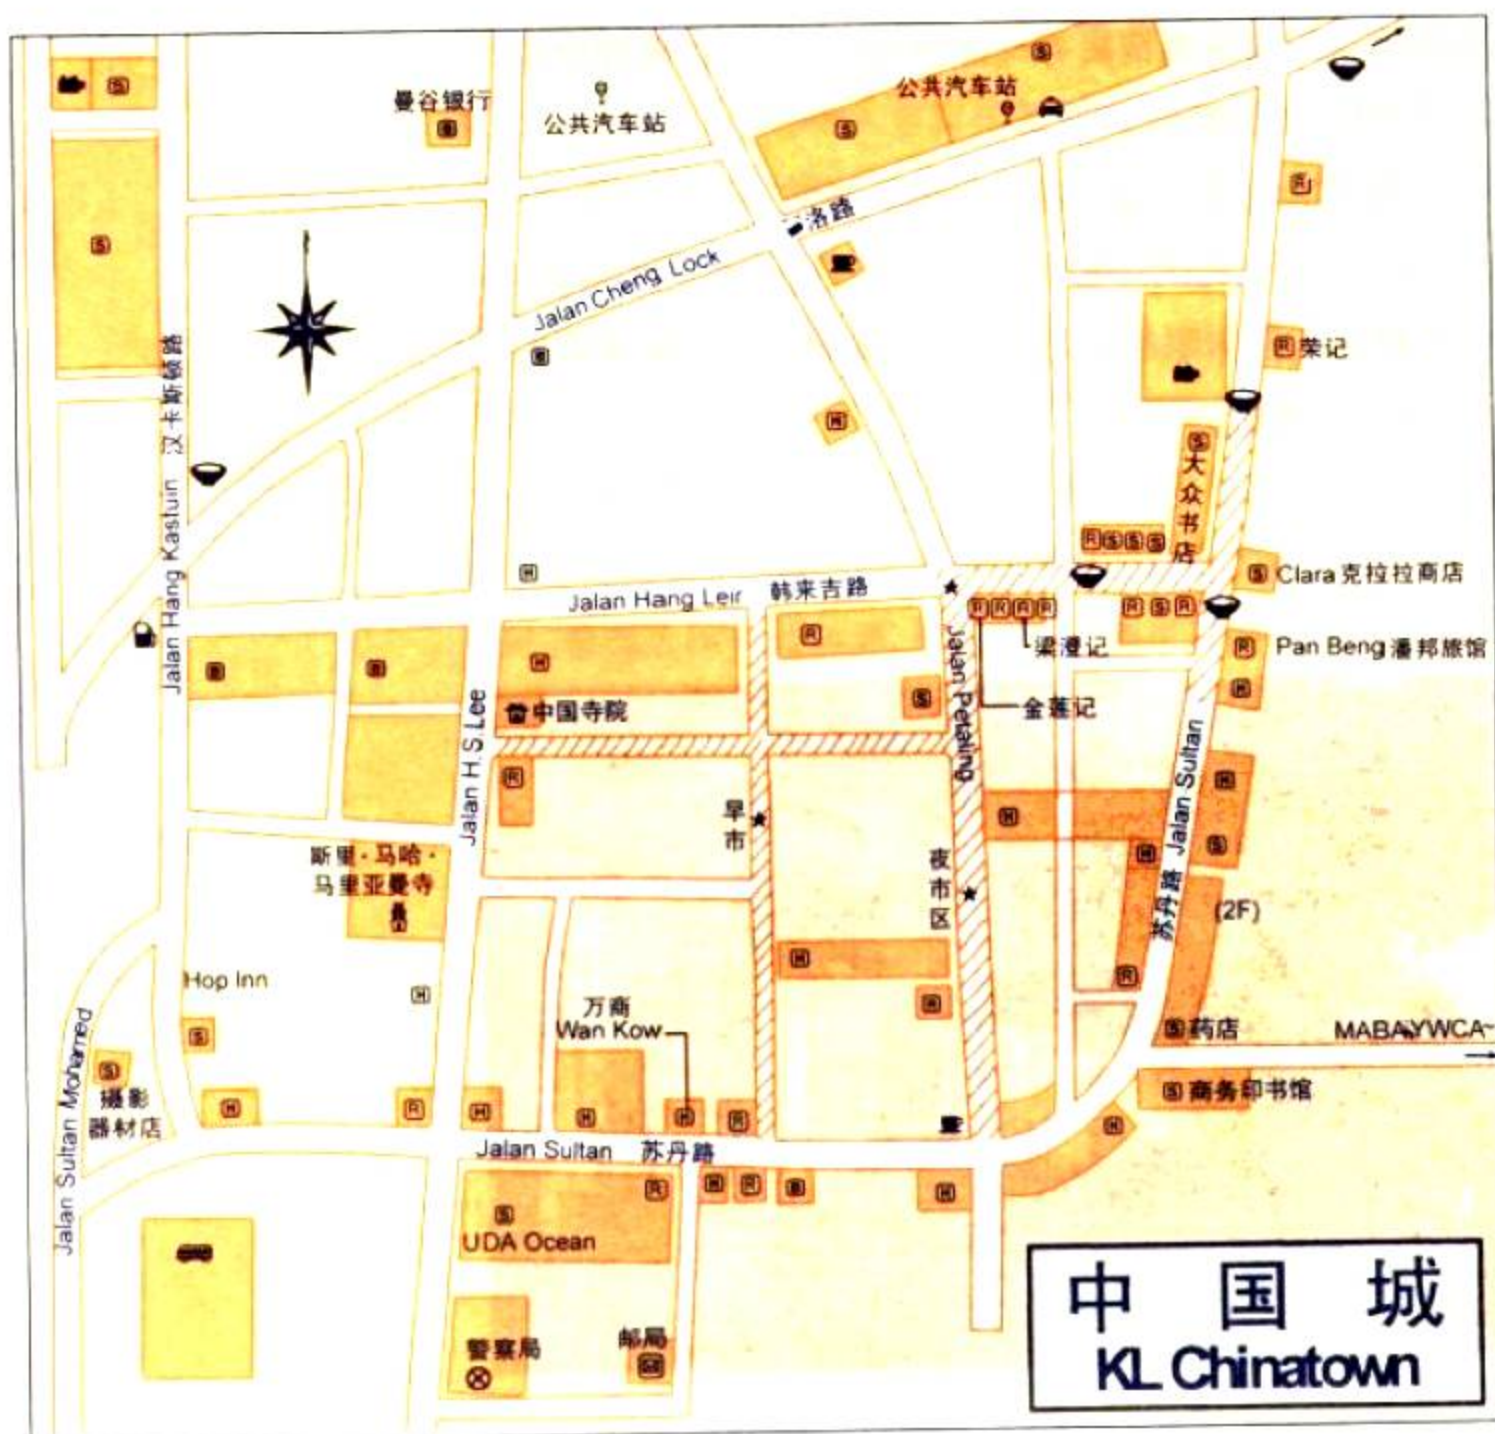 曼谷银行
公共汽车站
公共汽车站
洛路
Jalan Cheng Lock
Jalan Hang Kastuin 汉卡斯顿路
荣记
大众书店
Clara 克拉拉商店
Jalan Hang Leir 韩来吉路
梁澄记
Pan Beng 潘邦旅馆
金莲记
Jalan Petaling
中国寺院
Jalan H.S.Lee
苏丹路 Jalan Sultan
早市
夜市区
斯里·马哈·
马里亚曼寺
(2F)
Hop Inn
万商
Wan Kow
药店
MABA
YWCA
商务印书馆
摄影
器材店
Jalan Sultan Mohamed
Jalan Sultan 苏丹路
UDA Ocean
警察局
邮局
中国城
KL Chinatown